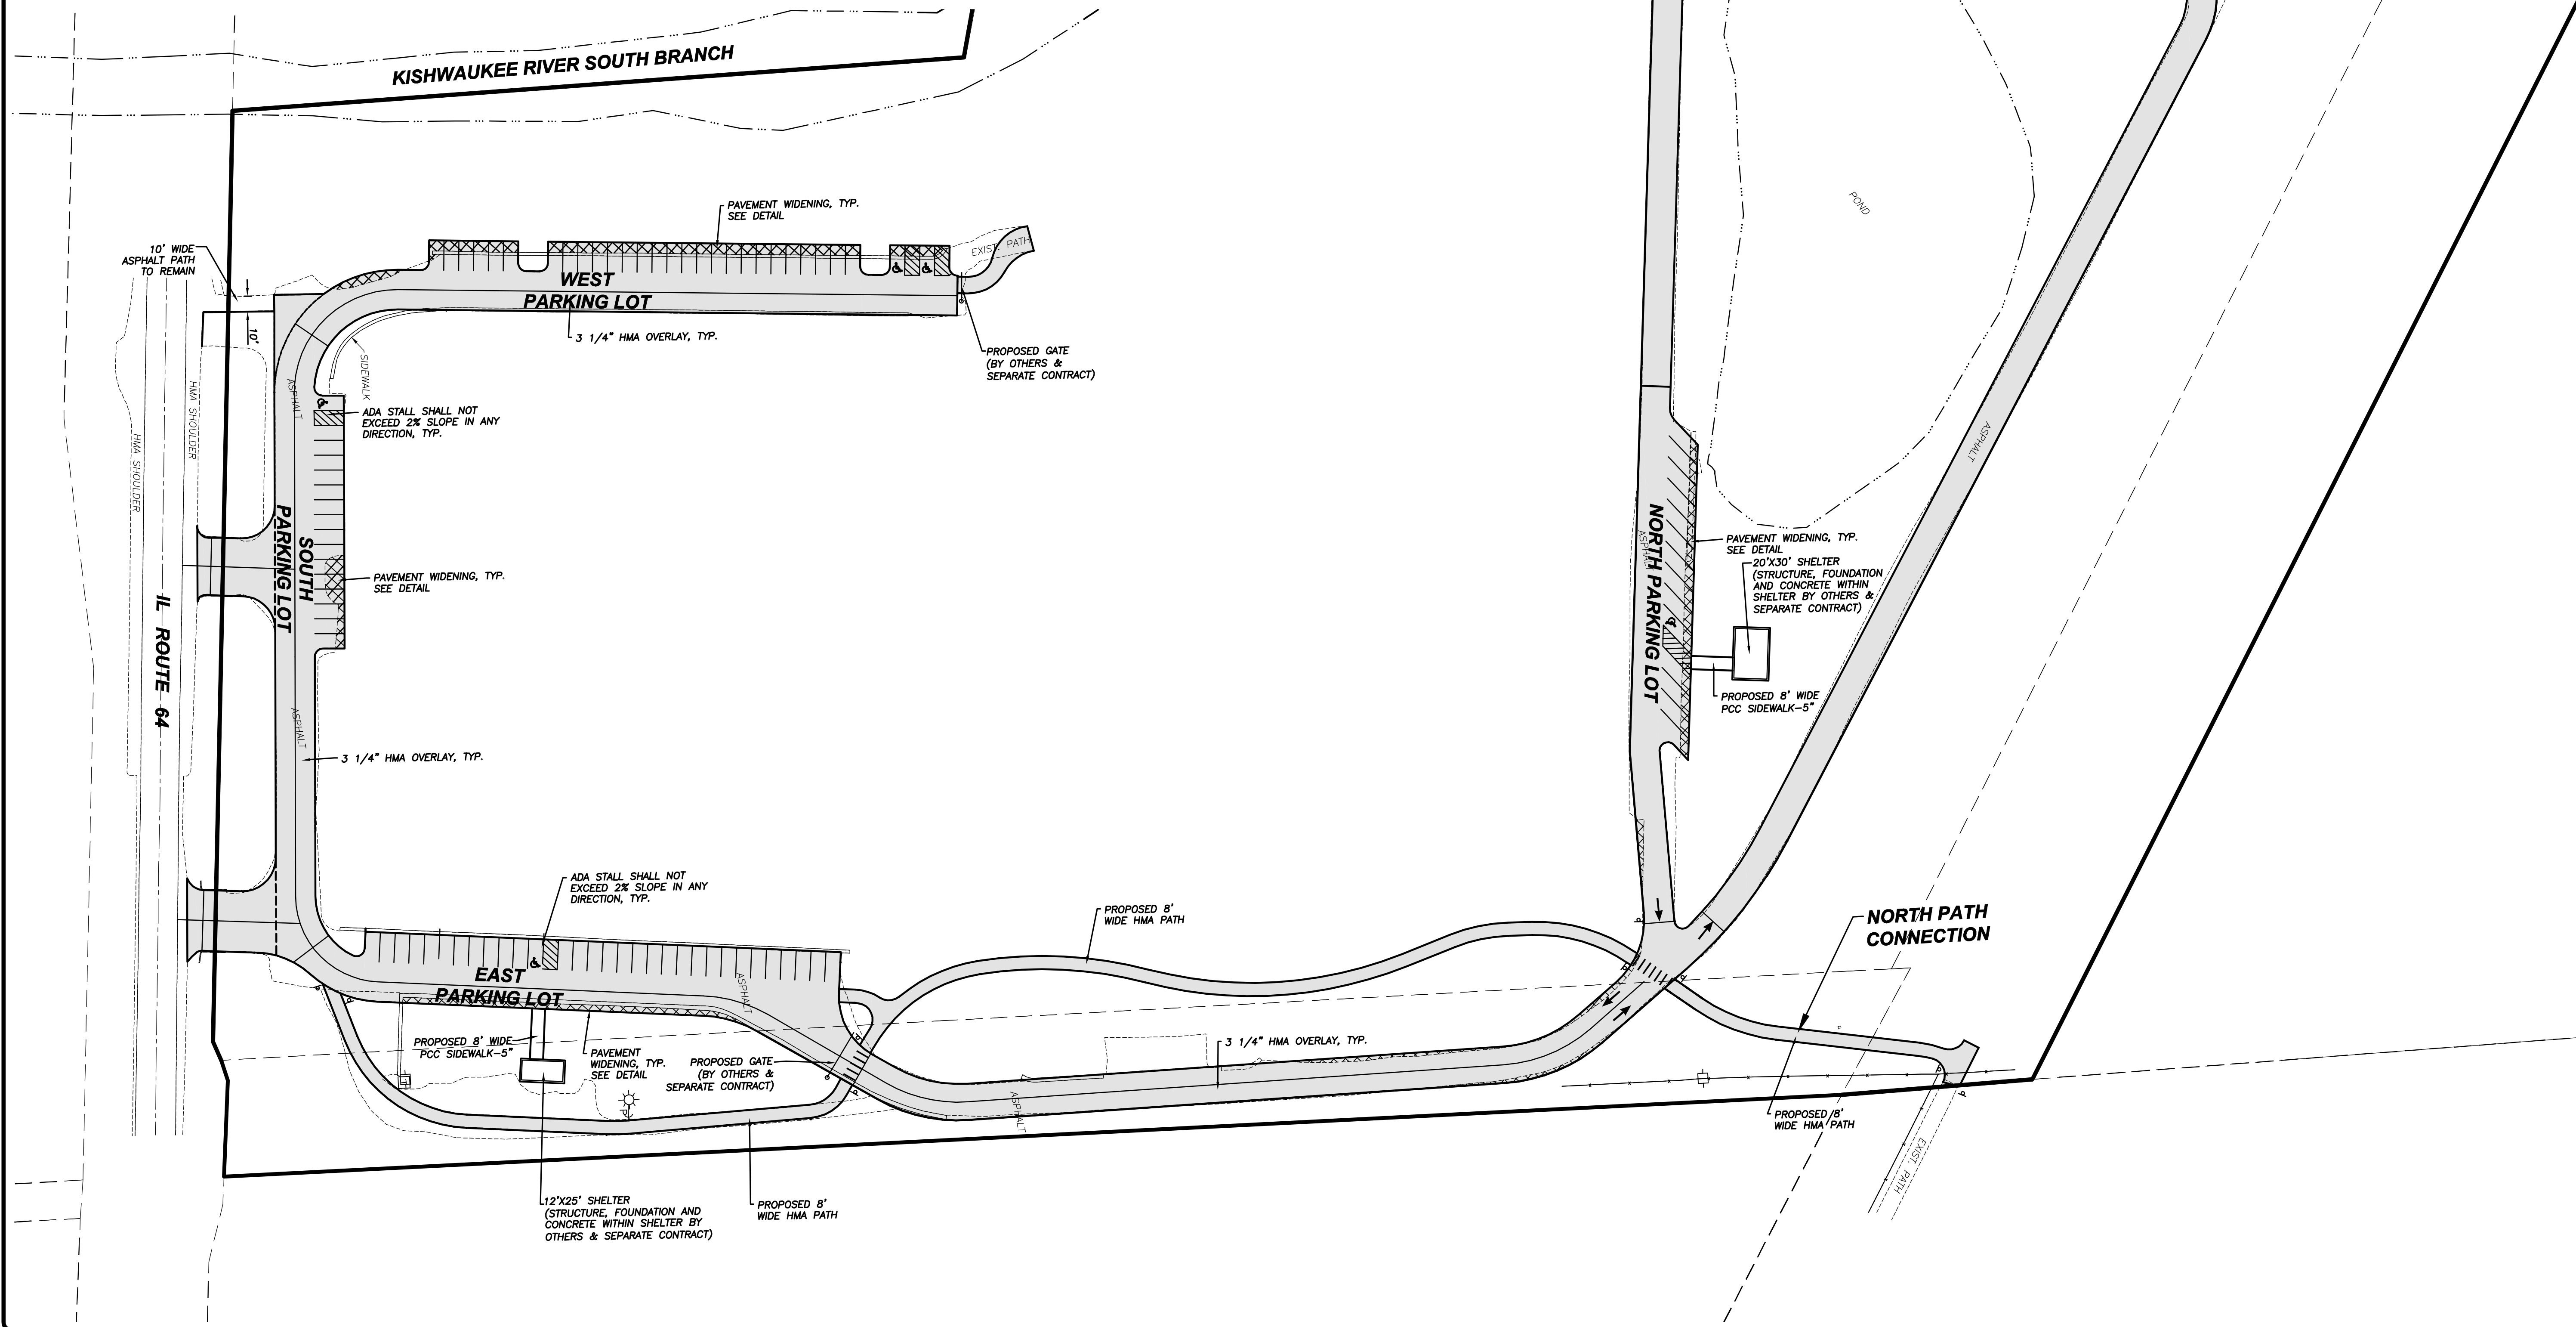 KISHWAUKEE RIVER SOUTH BRANCH
POND
PAVEMENT WIDENING, TYP.
SEE DETAIL
10' WIDE
ASPHALT PATH
TO REMAIN
EXIST. PATH
WEST
PARKING LOT
3 1/4" HMA OVERLAY, TYP.
10'
SIDEWALK
PROPOSED GATE
(BY OTHERS &
SEPARATE CONTRACT)
ASPHALT
HMA SHOULDER
HMA SHOULDER
ADA STALL SHALL NOT
EXCEED 2% SLOPE IN ANY
DIRECTION, TYP.
ASPHALT
SOUTH
PARKING LOT
PAVEMENT WIDENING, TYP.
SEE DETAIL
IL ROUTE 64
NORTH PARKING LOT
ASPHALT
PAVEMENT WIDENING, TYP.
SEE DETAIL
20'X30' SHELTER
(STRUCTURE, FOUNDATION
AND CONCRETE WITHIN
SHELTER BY OTHERS &
SEPARATE CONTRACT)
PROPOSED 8' WIDE
PCC SIDEWALK-5"
ASPHALT
3 1/4" HMA OVERLAY, TYP.
ADA STALL SHALL NOT
EXCEED 2% SLOPE IN ANY
DIRECTION, TYP.
PROPOSED 8'
WIDE HMA PATH
NORTH PATH
CONNECTION
EAST
PARKING LOT
ASPHALT
PROPOSED 8' WIDE
PCC SIDEWALK-5"
PAVEMENT
WIDENING, TYP.
SEE DETAIL
PROPOSED GATE
(BY OTHERS &
SEPARATE CONTRACT)
3 1/4" HMA OVERLAY, TYP.
ASPHALT
PROPOSED 8'
WIDE HMA PATH
EXIST. PATH
12'X25' SHELTER
(STRUCTURE, FOUNDATION AND
CONCRETE WITHIN SHELTER BY
OTHERS & SEPARATE CONTRACT)
PROPOSED 8'
WIDE HMA PATH